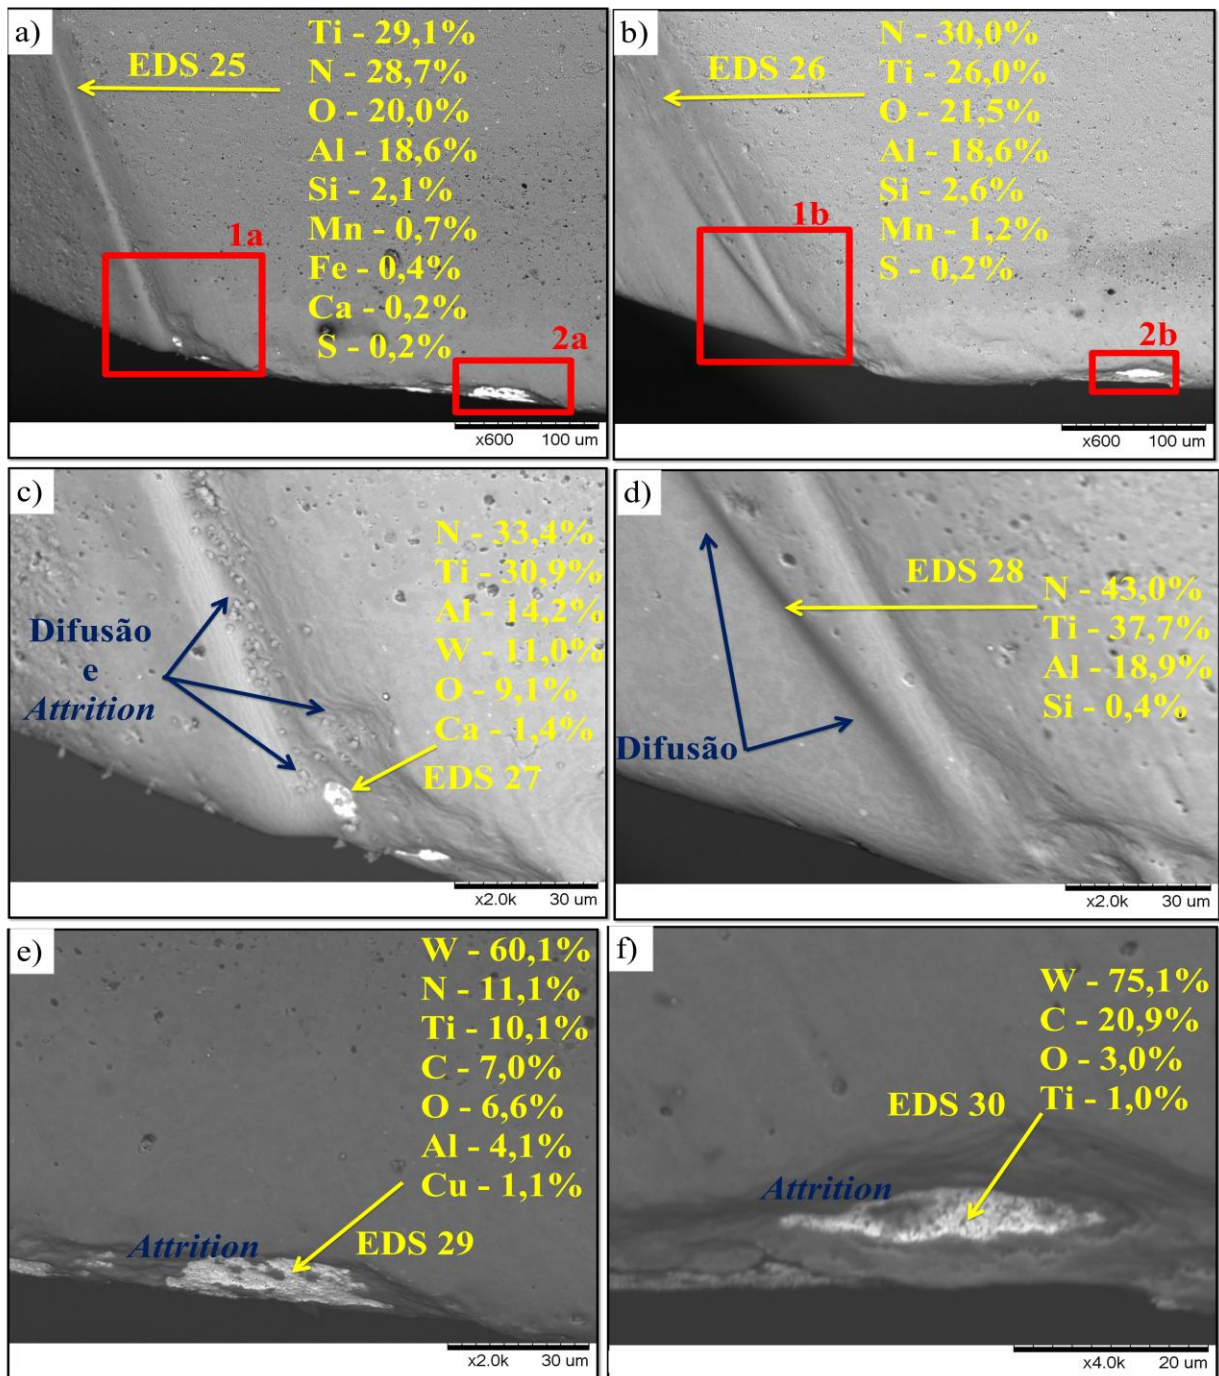 a)
EDS 25
Ti - 29,1%
N - 28,7%
O - 20,0%
Al - 18,6%
Si - 2,1%
Mn - 0,7%
Fe - 0,4%
Ca - 0,2%
S - 0,2%
1a
2a
x600 100 um
b)
EDS 26
N - 30,0%
Ti - 26,0%
O - 21,5%
Al - 18,6%
Si - 2,6%
Mn - 1,2%
S - 0,2%
1b
2b
x600 100 um
c)
N - 33,4%
Ti - 30,9%
Al - 14,2%
W - 11,0%
O - 9,1%
Ca - 1,4%
EDS 27
Difusão
e
Attrition
x2.0k 30 um
d)
EDS 28
N - 43,0%
Ti - 37,7%
Al - 18,9%
Si - 0,4%
Difusão
x2.0k 30 um
e)
W - 60,1%
N - 11,1%
Ti - 10,1%
C - 7,0%
O - 6,6%
Al - 4,1%
Cu - 1,1%
EDS 29
Attrition
x2.0k 30 um
f)
W - 75,1%
C - 20,9%
O - 3,0%
Ti - 1,0%
EDS 30
Attrition
x4.0k 20 um